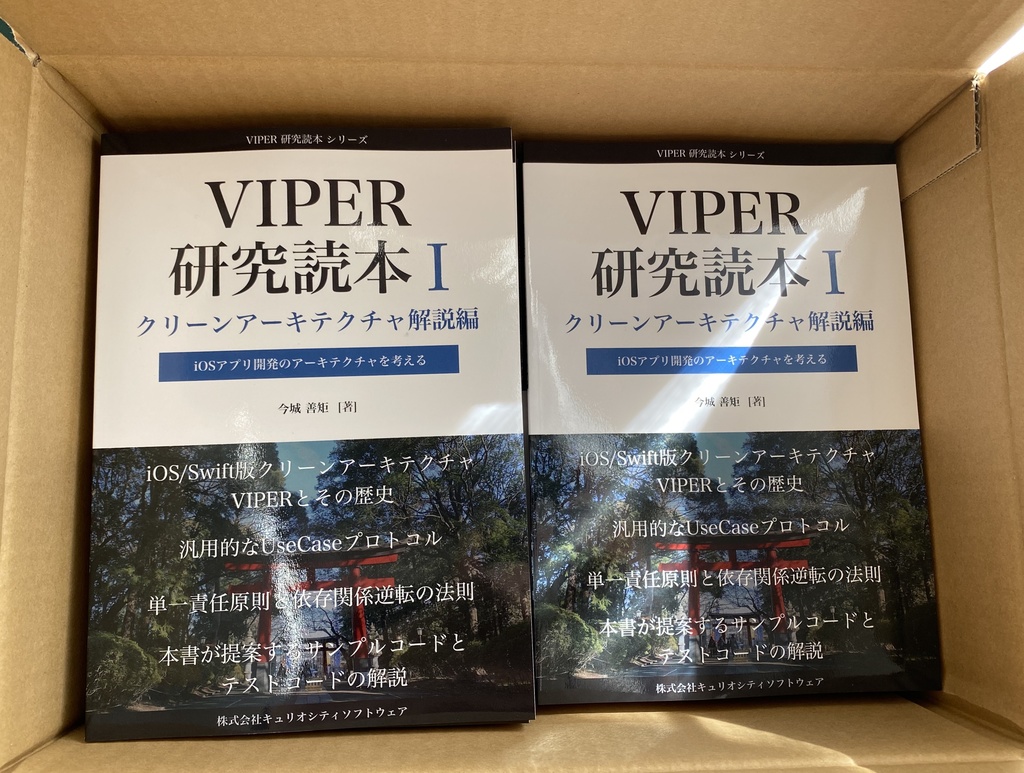 VIPER 研究読本 シリーズ
VIPER
研究読本 I
クリーンアーキテクチャ解説編
iOSアプリ開発のアーキテクチャを考える
今城 善矩 [著]
iOS/Swift版クリーンアーキテクチャ
VIPERとその歴史
汎用的なUseCaseプロトコル
単一責任原則と依存関係逆転の法則
本書が提案するサンプルコードと
テストコードの解説
株式会社キュリオシティソフトウェア
VIPER 研究読本 シリーズ
VIPER
研究読本 I
クリーンアーキテクチャ解説編
iOSアプリ開発のアーキテクチャを考える
今城 善矩 [著]
iOS/Swift版クリーンアーキテクチャ
VIPERとその歴史
汎用的なUseCaseプロトコル
単一責任原則と依存関係逆転の法則
本書が提案するサンプルコードと
テストコードの解説
株式会社キュリオシティソフトウェア